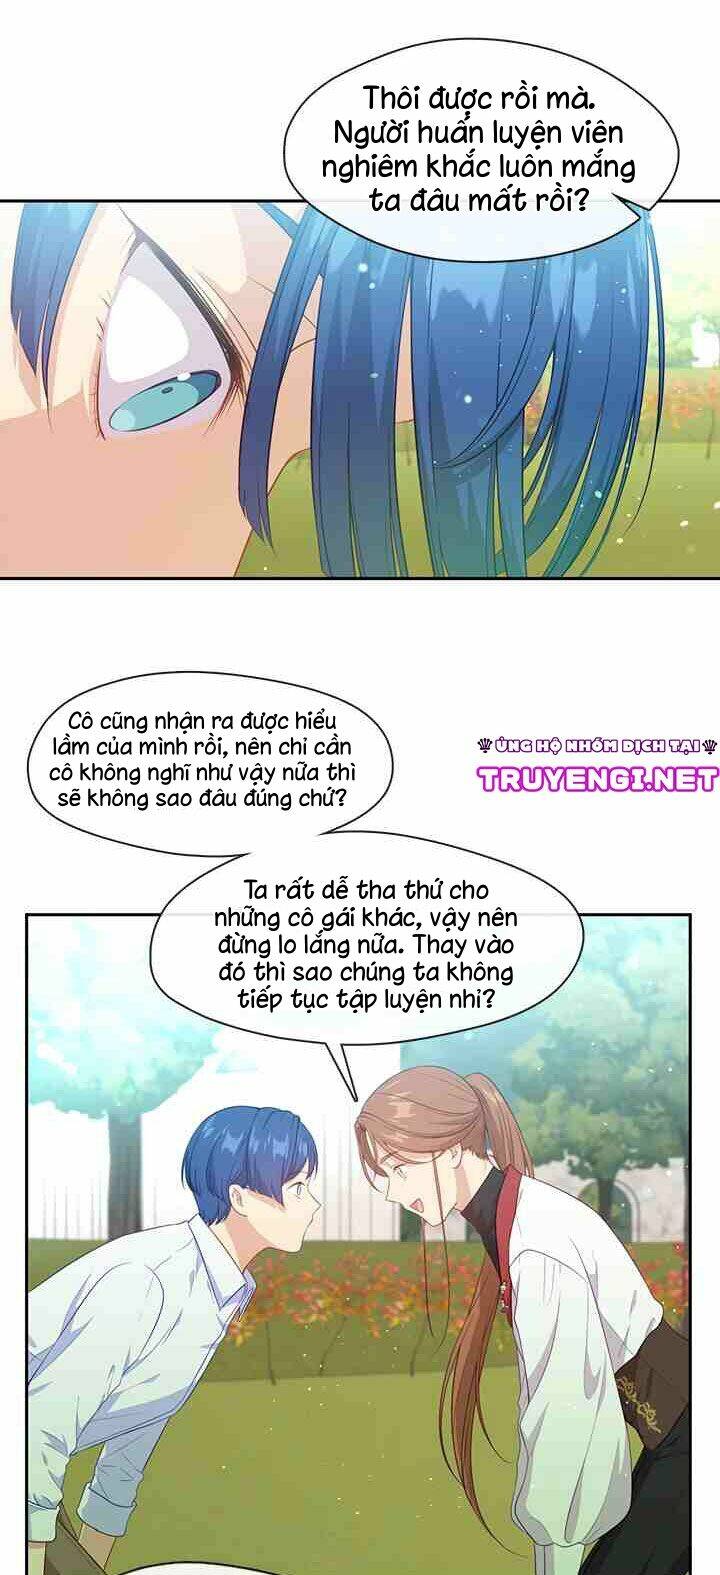 Thôi được rồi mà.
Người huấn luyện viên
nghiêm khắc luôn mắng
ta đâu mất rồi?
Cô cũng nhận ra được hiểu
lầm của mình rồi, nên chỉ cần
cô không nghĩ như vậy nữa thì
sẽ không sao đâu đúng chứ?
ỦNG HỘ NHÓM DỊCH TẠI
TRUYENGI.NET
Ta rất dễ tha thứ cho
những cô gái khác, vậy nên
đừng lo lắng nữa. Thay vào
đó thì sao chúng ta không
tiếp tục tập luyện nhỉ?